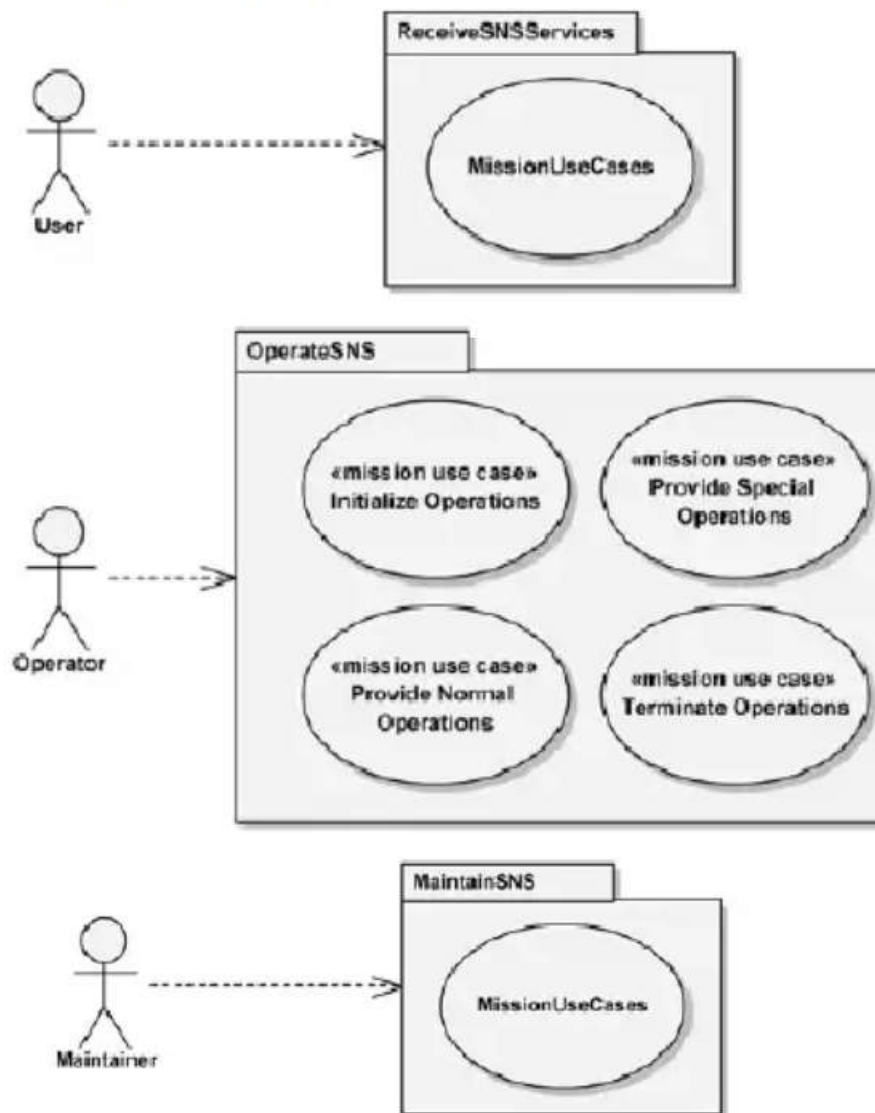 ReceiveSNSServices
MissionUseCases
User
OperateSNS
«mission use case»
Initialize Operations
«mission use case»
Provide Special
Operations
Operator
«mission use case»
Provide Normal
Operations
«mission use case»
Terminate Operations
MaintainSNS
MissionUseCases
Maintainer